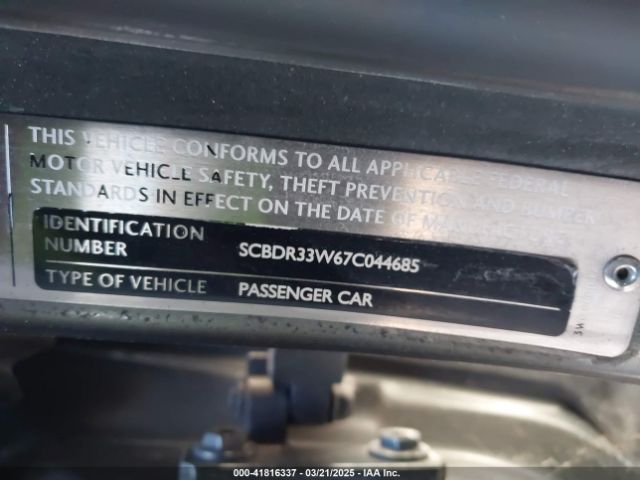 THIS VEHICLE CONFORMS TO ALL APPLICABLE FEDERAL
MOTOR VEHICLE SAFETY, THEFT PREVENTION AND BUMPER
STANDARDS IN EFFECT ON THE DATE OF
IDENTIFICATION
NUMBER
SCBDR33W67C044685
TYPE OF VEHICLE
PASSENGER CAR
000-41816337 - 03/21/2025 - IAA Inc.